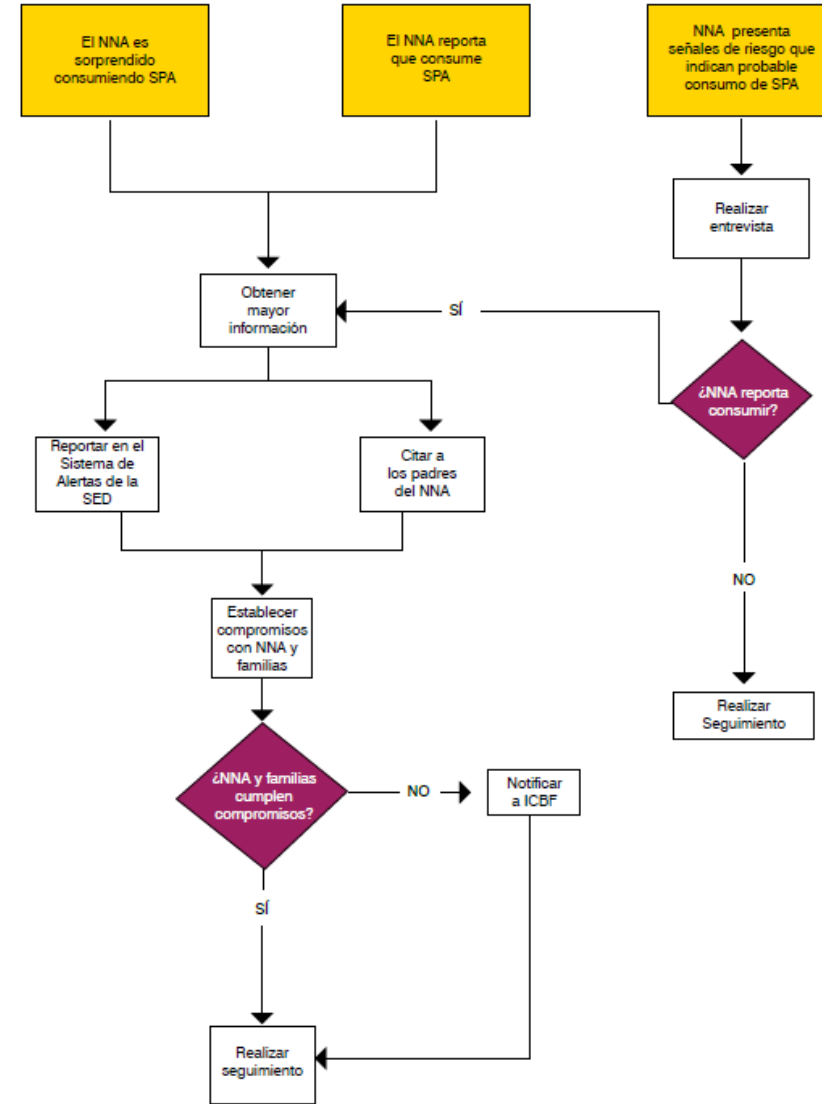 El NNA es
sorprendido
consumiendo SPA
El NNA reporta
que consume
SPA
NNA presenta
señales de riesgo que
indican probable
consumo de SPA
Realizar
entrevista
Obtener
mayor
información
SÍ
¿NNA reporta
consumir?
Reportar en el
Sistema de
Alertas de la
SED
Citar a
los padres
del NNA
NO
Establecer
compromisos
con NNA y
familias
Realizar
Seguimiento
¿NNA y familias
cumplen
compromisos?
NO
Notificar
a ICBF
SÍ
Realizar
seguimiento